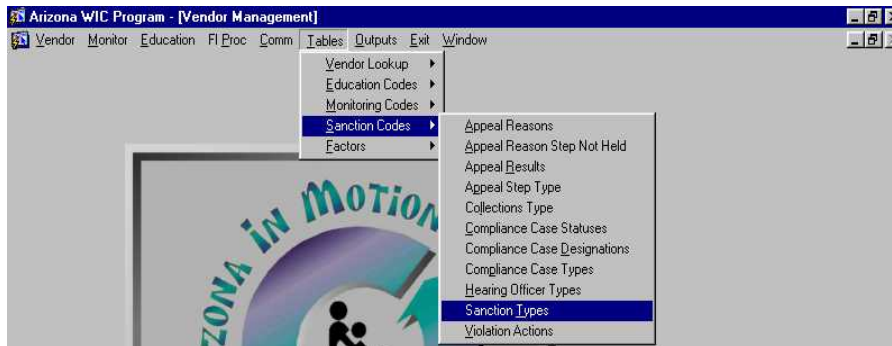 Arizona WIC Program - [Vendor Management]
Vendor Monitor Education FI Proc Comm Tables Outputs Exit Window
Vendor Lookup
Education Codes
Monitoring Codes
Sanction Codes
Factors
Appeal Reasons
Appeal Reason Step Not Held
Appeal Results
Appeal Step Type
Collections Type
Compliance Case Statuses
Compliance Case Designations
Compliance Case Types
Hearing Officer Types
Sanction Types
Violation Actions
IN MOTION